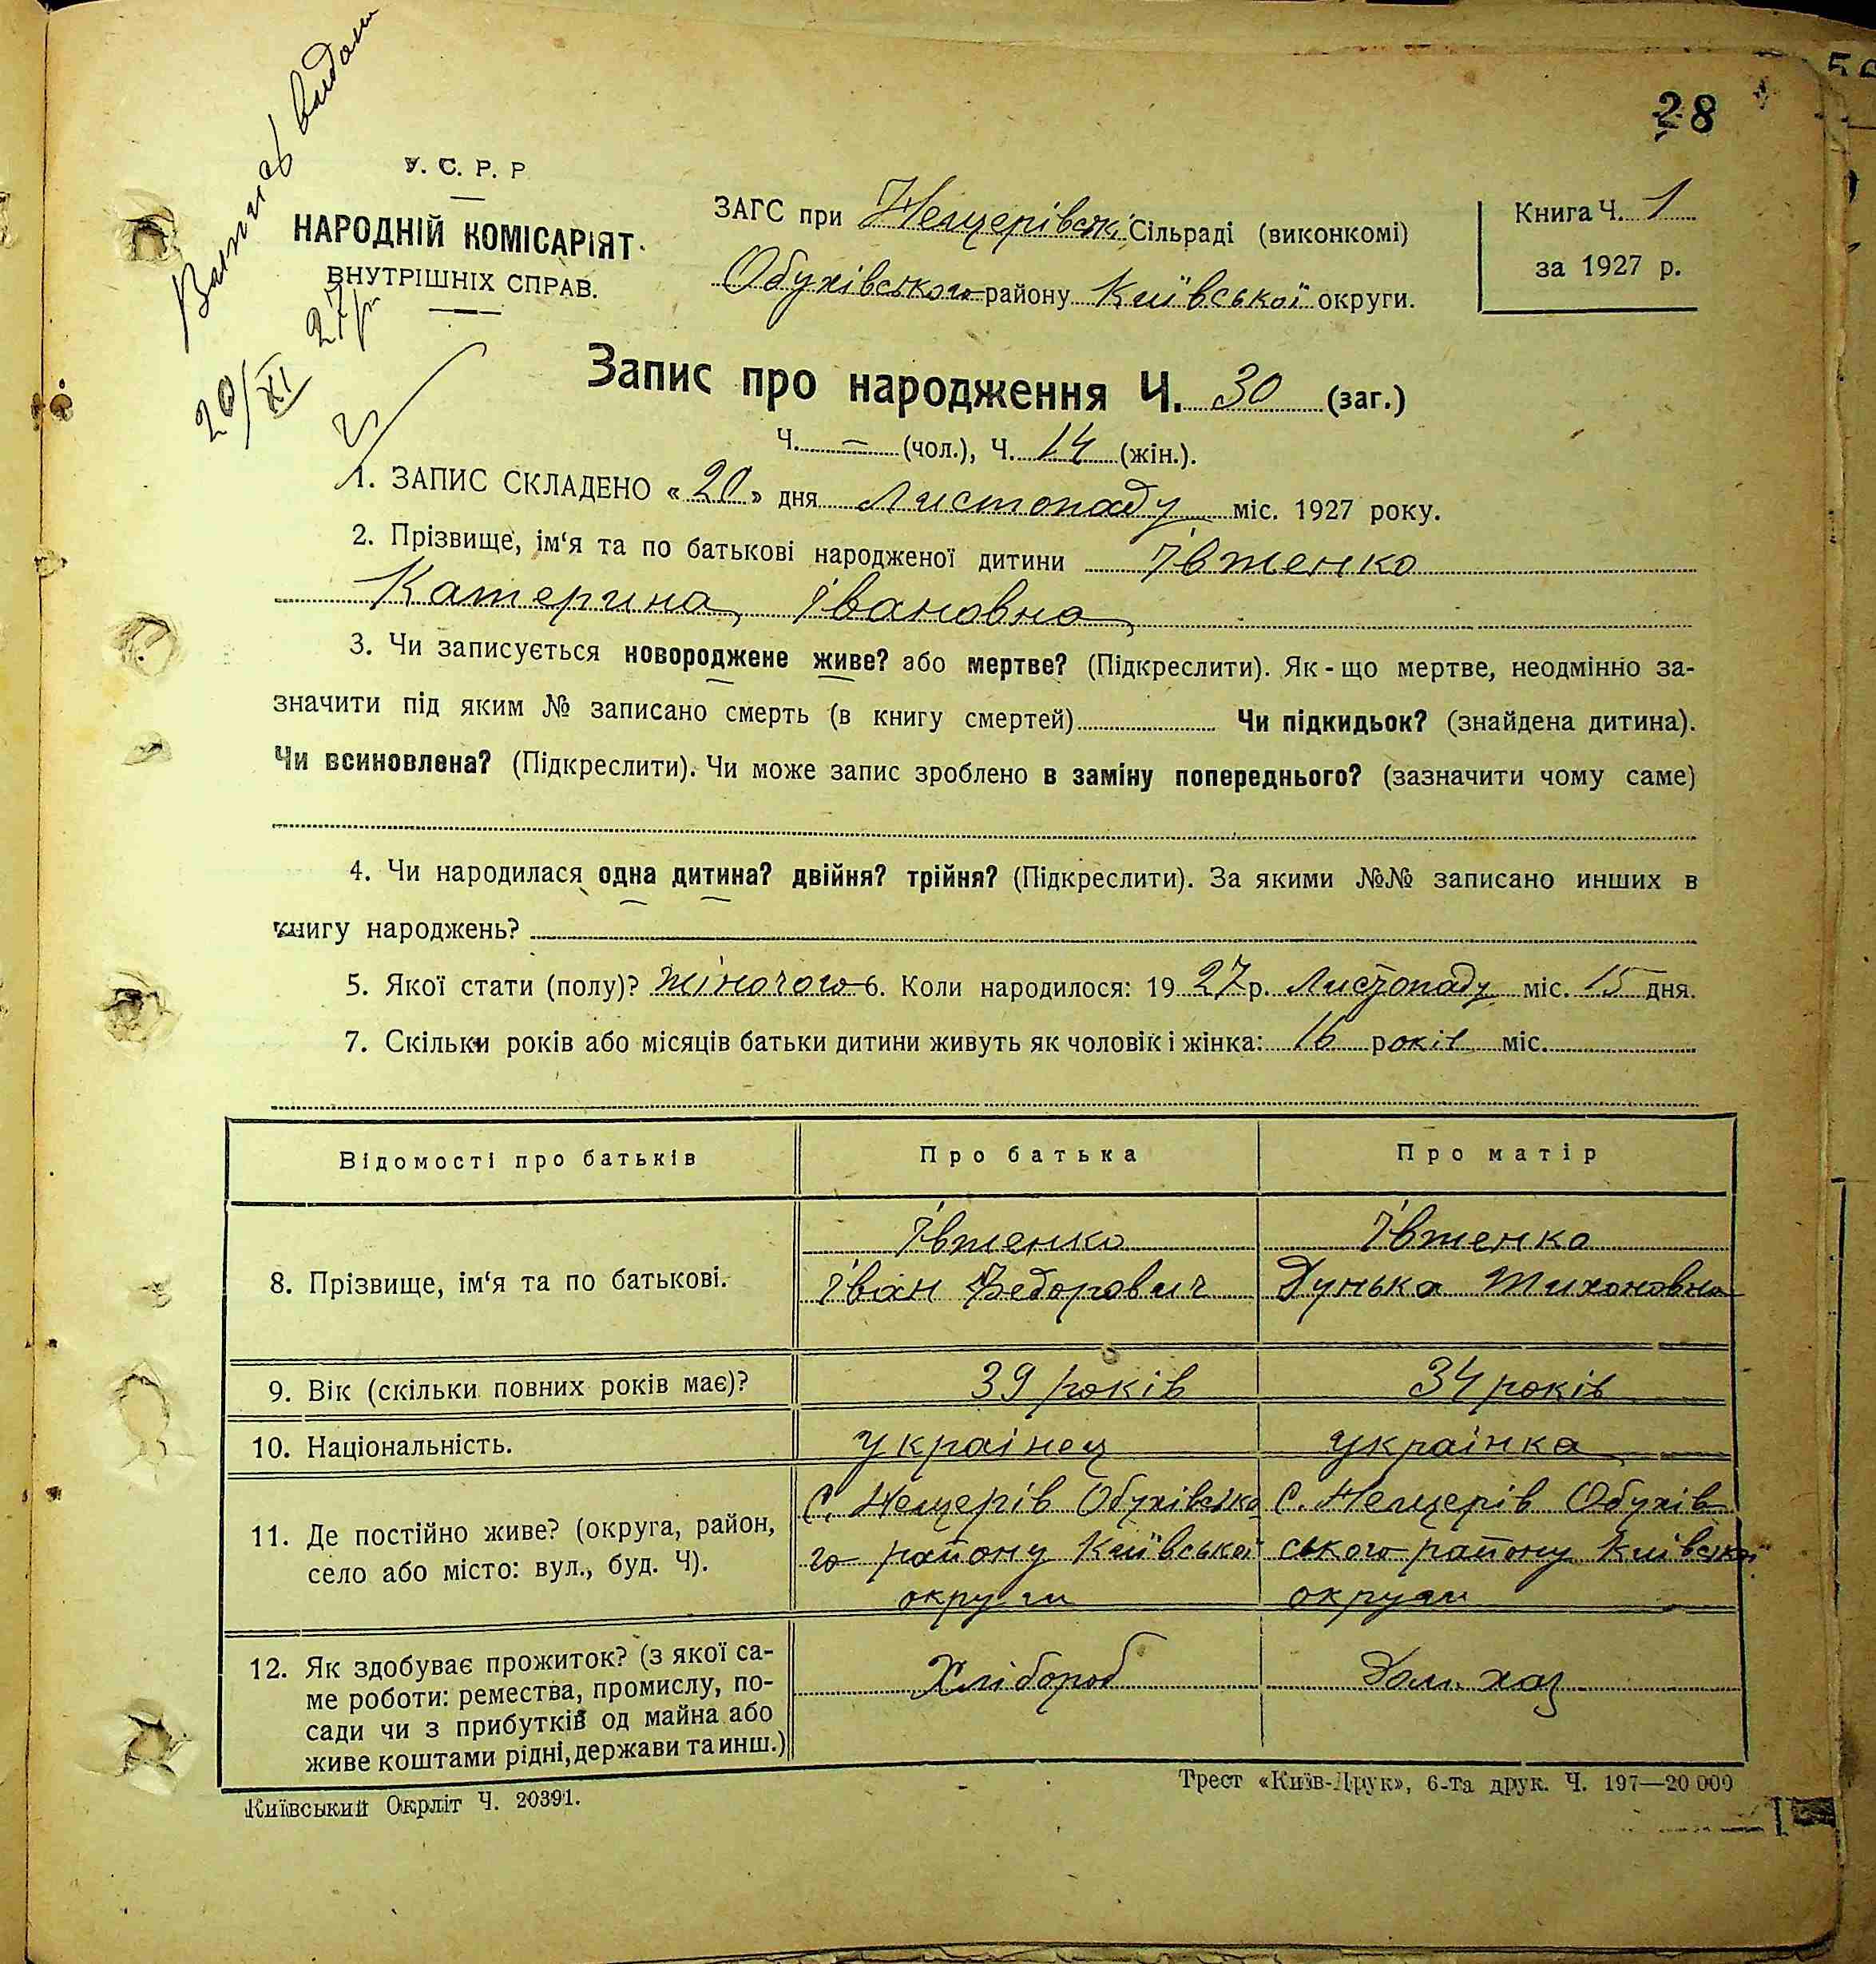 28
Витяг видан
20/XI 27р
У. С. Р. Р
НАРОДНІЙ КОМІСАРІЯТ
ВНУТРІШНІХ СПРАВ.
ЗАГС при Нещерівські Сільраді (виконкомі)
Обухівського району Київської округи.
Книга Ч. 1
за 1927 р.
Запис про народження Ч. 30 (заг.)
Ч. — (чол.), Ч. 14 (жін.).
1. ЗАПИС СКЛАДЕНО «20» дня Листопаду міс. 1927 року.
2. Прізвище, ім‘я та по батькові народженої дитини Івженко
Катерина Івановна
3. Чи записується новороджене живе? або мертве? (Підкреслити). Як-що мертве, неодмінно за-
значити під яким № записано смерть (в книгу смертей) Чи підкидьок? (знайдена дитина).
Чи всиновлена? (Підкреслити). Чи може запис зроблено в заміну попереднього? (зазначити чому саме)
4. Чи народилася одна дитина? двійня? трійня? (Підкреслити). За якими №№ записано инших в
книгу народжень?
5. Якої стати (полу)? жіночого 6. Коли народилося: 1927 р. Листопаду міс. 15 дня.
7. Скільки років або місяців батьки дитини живуть як чоловік і жінка: 16 років міс.
Відомості про батьків Про батька Про матір
8. Прізвище, ім‘я та по батькові.
Івженко
Іван Федорович
Івженко
Дунька Тихоновна
9. Вік (скільки повних років має)? 39 років 34 років
10. Національність. українец українка
11. Де постійно живе? (округа, район,
село або місто: вул., буд. Ч).
С. Нещерів Обухівсько
го району Київської
округи
С. Нещерів Обухів
ського району Київської
округи
12. Як здобуває прожиток? (з якої са-
ме роботи: ремества, промислу, по-
сади чи з прибутків од майна або
живе коштами рідні, держави та инш.)
Хлібороб
Дом. хаз
Київський Окрліт Ч. 20391.
Трест «Київ-Друк», 6-та друк. Ч. 197—20 000